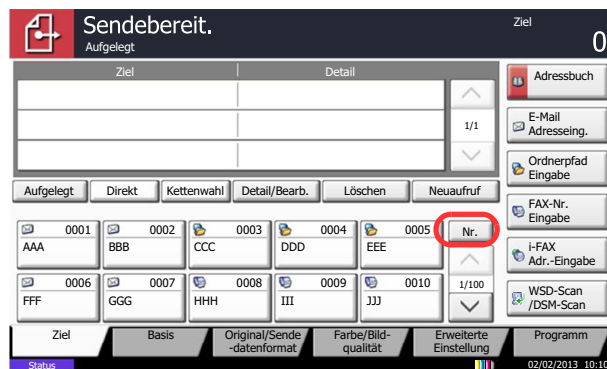 Sendebereit.
Aufgelegt
Ziel
0
Ziel Detail
1/1
Adressbuch
E-Mail
Adresseing.
Ordnerpfad
Eingabe
FAX-Nr.
Eingabe
i-FAX
Adr.-Eingabe
WSD-Scan
/DSM-Scan
Aufgelegt Direkt Kettenwahl Detail/Bearb. Löschen Neuaufruf
0001 0002 0003 0004 0005 Nr.
AAA BBB CCC DDD EEE
0006 0007 0008 0009 0010 1/100
FFF GGG HHH III JJJ
Ziel Basis Original/Sende Farbe/Bild- Erweiterte Programm
-datenformat qualität Einstellung
Status 02/02/2013 10:10